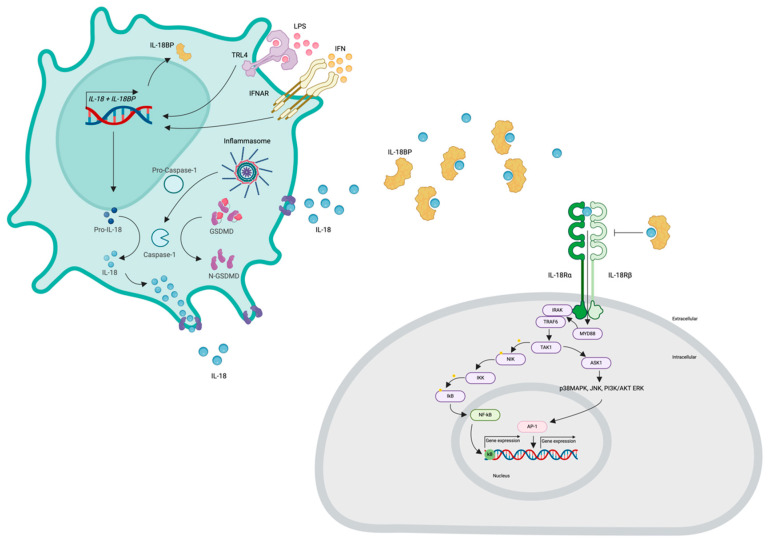 LPS
IFN
IL-18BP
TRL4
IFNAR
IL-18 + IL-18BP
Inflammasome
Pro-Caspase-1
IL-18BP
Pro-IL-18
GSDMD
IL-18
Caspase-1
IL-18
N-GSDMD
IL-18
IL-18Rα
IL-18Rβ
IRAK
TRAF6
MYD88
Extracellular
TAK1
Intracellular
NIK
ASK1
IKK
p38MAPK, JNK, PI3K/AKT ERK
IkB
NF-kB
AP-1
Gene expression
Gene expression
kB
Nucleus